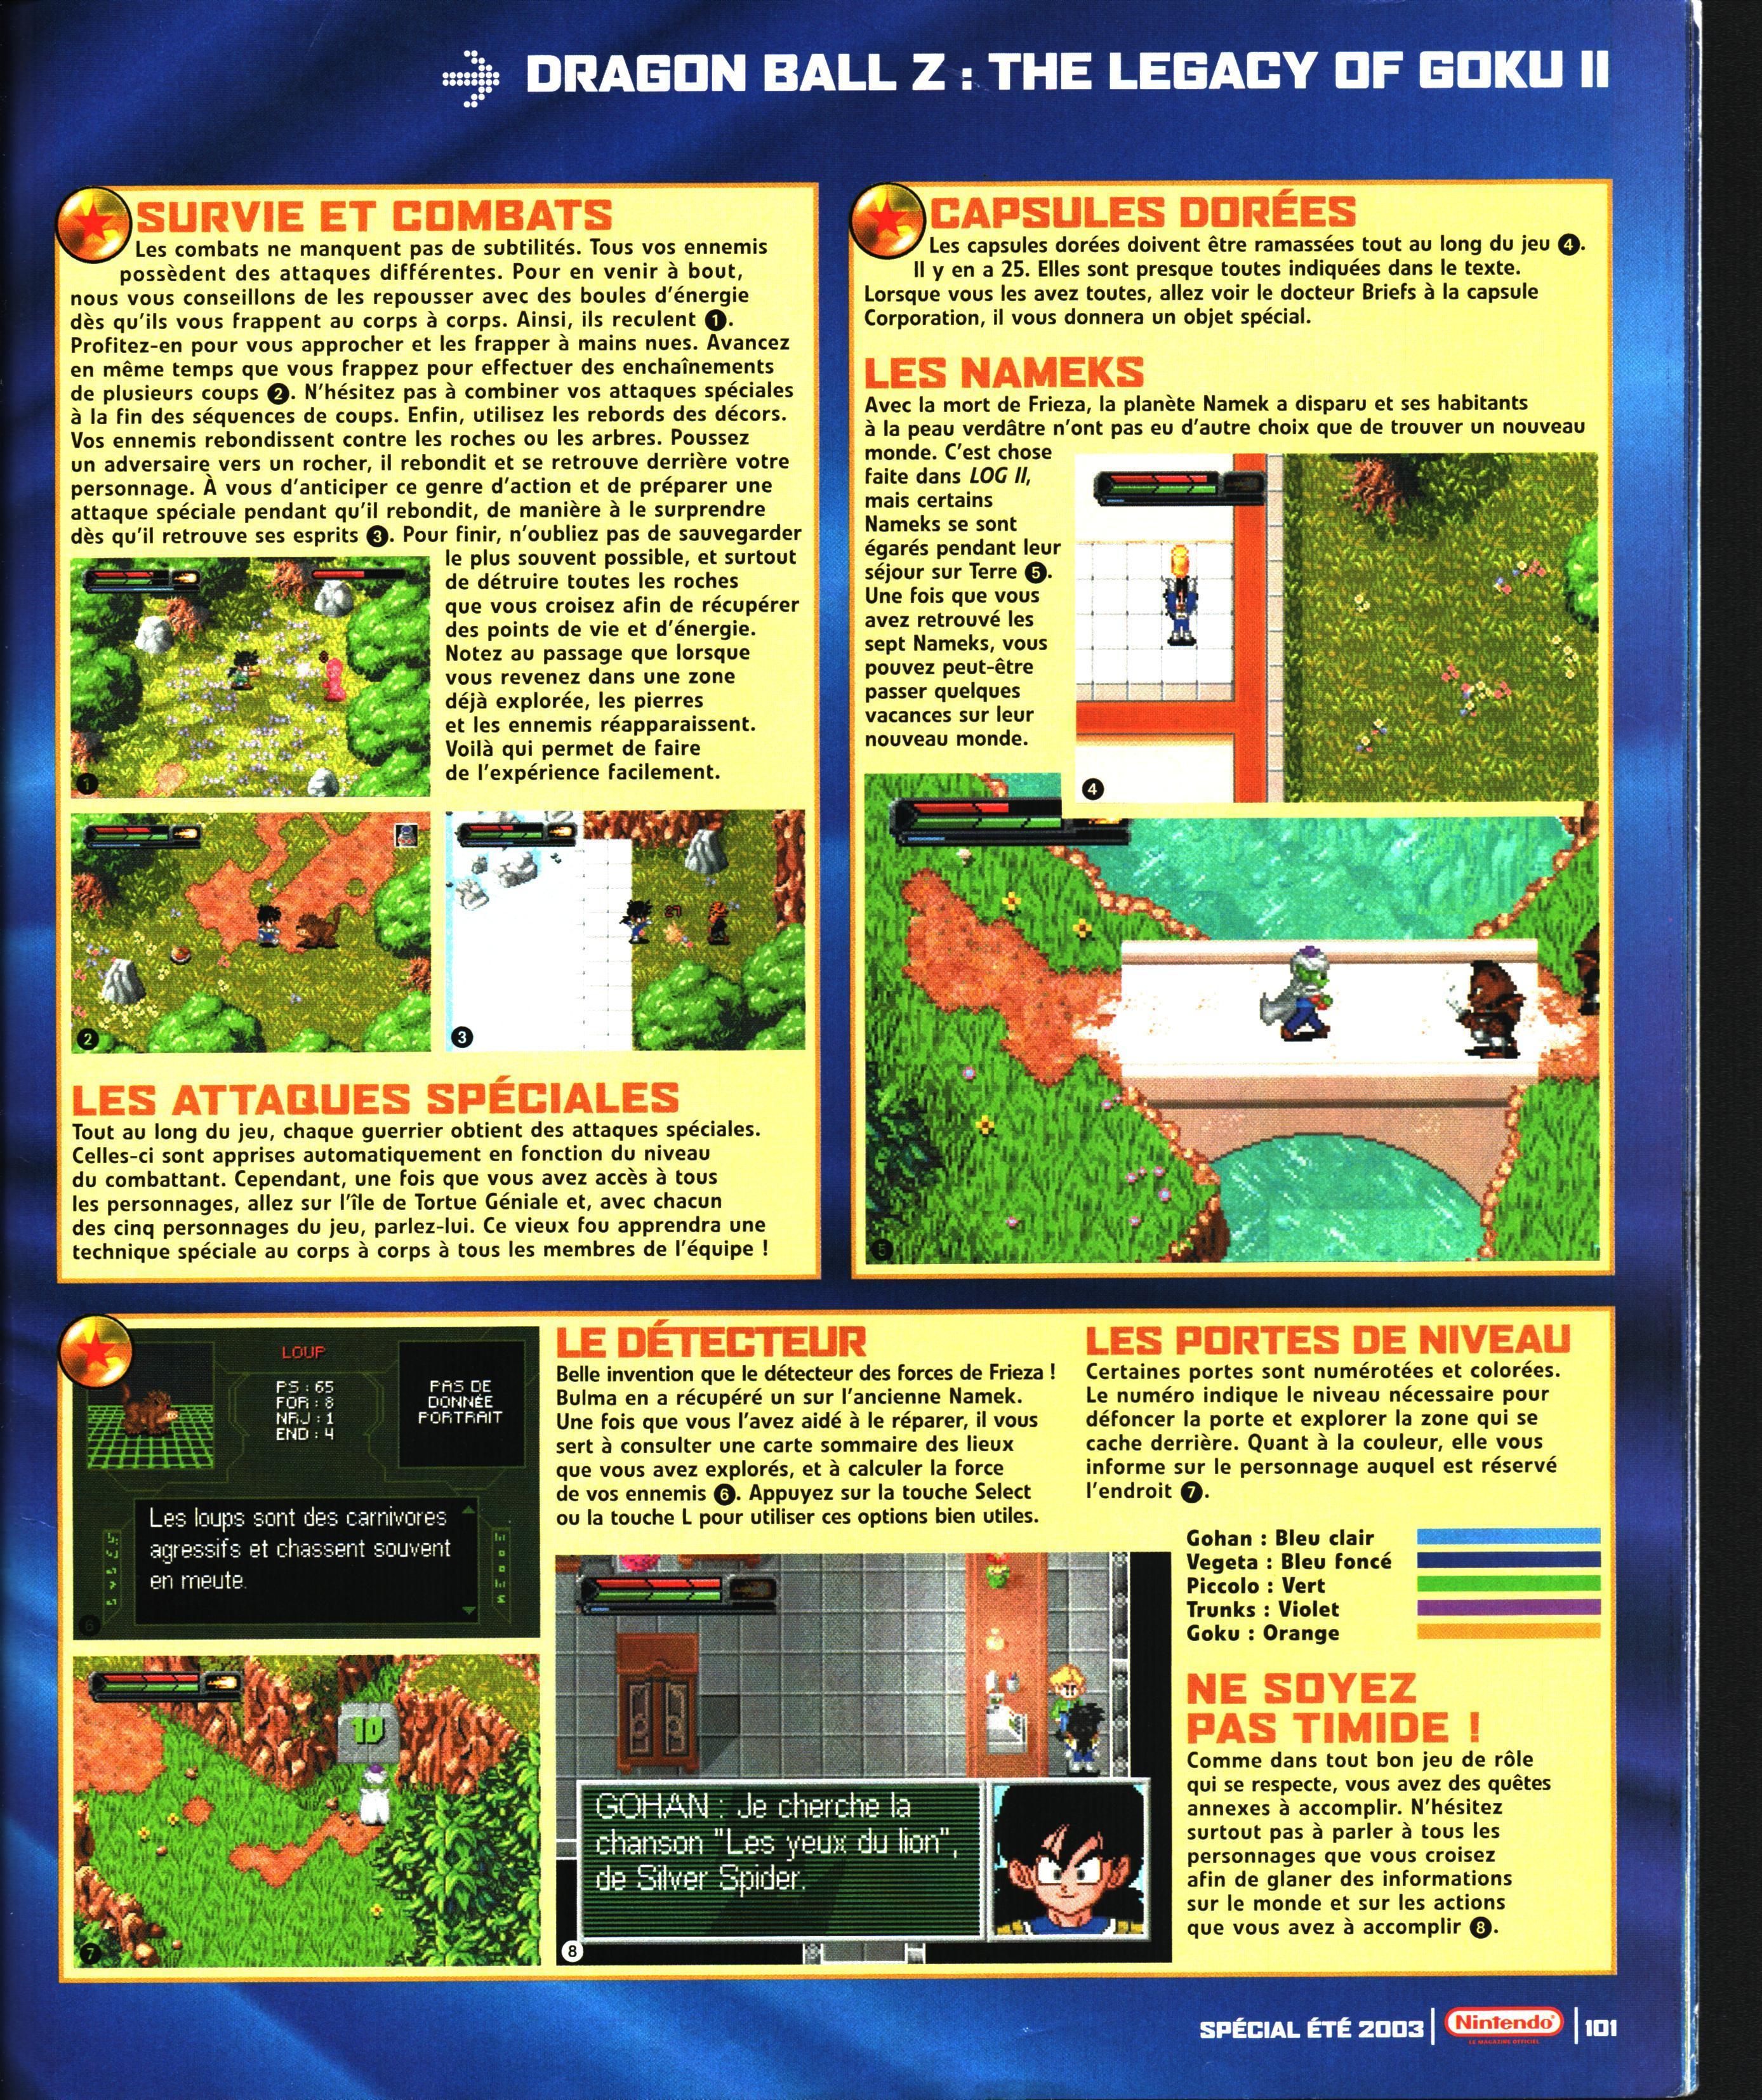 DRAGON BALL Z : THE LEGACY OF GOKU II
SURVIE ET COMBATS
Les combats ne manquent pas de subtilités. Tous vos ennemis
possèdent des attaques différentes. Pour en venir à bout,
nous vous conseillons de les repousser avec des boules d'énergie
dès qu'ils vous frappent au corps à corps. Ainsi, ils reculent 1.
Profitez-en pour vous approcher et les frapper à mains nues. Avancez
en même temps que vous frappez pour effectuer des enchaînements
de plusieurs coups 2. N'hésitez pas à combiner vos attaques spéciales
à la fin des séquences de coups. Enfin, utilisez les rebords des décors.
Vos ennemis rebondissent contre les roches ou les arbres. Poussez
un adversaire vers un rocher, il rebondit et se retrouve derrière votre
personnage. À vous d'anticiper ce genre d'action et de préparer une
attaque spéciale pendant qu'il rebondit, de manière à le surprendre
dès qu'il retrouve ses esprits 3. Pour finir, n'oubliez pas de sauvegarder
le plus souvent possible, et surtout
de détruire toutes les roches
que vous croisez afin de récupérer
des points de vie et d'énergie.
Notez au passage que lorsque
vous revenez dans une zone
déjà explorée, les pierres
et les ennemis réapparaissent.
Voilà qui permet de faire
de l'expérience facilement.
1
2
27
3
LES ATTAQUES SPÉCIALES
Tout au long du jeu, chaque guerrier obtient des attaques spéciales.
Celles-ci sont apprises automatiquement en fonction du niveau
du combattant. Cependant, une fois que vous avez accès à tous
les personnages, allez sur l'île de Tortue Géniale et, avec chacun
des cinq personnages du jeu, parlez-lui. Ce vieux fou apprendra une
technique spéciale au corps à corps à tous les membres de l'équipe !
CAPSULES DORÉES
Les capsules dorées doivent être ramassées tout au long du jeu 4.
Il y en a 25. Elles sont presque toutes indiquées dans le texte.
Lorsque vous les avez toutes, allez voir le docteur Briefs à la capsule
Corporation, il vous donnera un objet spécial.
LES NAMEKS
Avec la mort de Frieza, la planète Namek a disparu et ses habitants
à la peau verdâtre n'ont pas eu d'autre choix que de trouver un nouveau
monde. C'est chose
faite dans LOG II,
mais certains
Nameks se sont
égarés pendant leur
séjour sur Terre 5.
Une fois que vous
avez retrouvé les
sept Nameks, vous
pouvez peut-être
passer quelques
vacances sur leur
nouveau monde.
4
5
LOUP
PS : 65
FOR : 8
NRJ : 1
END : 4
PAS DE
DONNÉE
PORTRAIT
Les loups sont des carnivores
agressifs et chassent souvent
en meute.
6
10
7
LE DÉTECTEUR
Belle invention que le détecteur des forces de Frieza !
Bulma en a récupéré un sur l'ancienne Namek.
Une fois que vous l'avez aidé à le réparer, il vous
sert à consulter une carte sommaire des lieux
que vous avez explorés, et à calculer la force
de vos ennemis 6. Appuyez sur la touche Select
ou la touche L pour utiliser ces options bien utiles.
GOHAN : Je cherche la
chanson "Les yeux du lion",
de Silver Spider.
8
LES PORTES DE NIVEAU
Certaines portes sont numérotées et colorées.
Le numéro indique le niveau nécessaire pour
défoncer la porte et explorer la zone qui se
cache derrière. Quant à la couleur, elle vous
informe sur le personnage auquel est réservé
l'endroit 7.
Gohan : Bleu clair
Vegeta : Bleu foncé
Piccolo : Vert
Trunks : Violet
Goku : Orange
NE SOYEZ
PAS TIMIDE !
Comme dans tout bon jeu de rôle
qui se respecte, vous avez des quêtes
annexes à accomplir. N'hésitez
surtout pas à parler à tous les
personnages que vous croisez
afin de glaner des informations
sur le monde et sur les actions
que vous avez à accomplir 8.
SPÉCIAL ÉTÉ 2003 | Nintendo | 101
LE MAGAZINE OFFICIEL